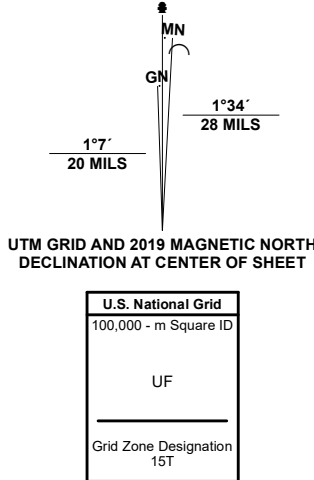 MN
GN
1°34´
28 MILS
1°7´
20 MILS
UTM GRID AND 2019 MAGNETIC NORTH
DECLINATION AT CENTER OF SHEET
U.S. National Grid
100,000 - m Square ID
UF
Grid Zone Designation
15T